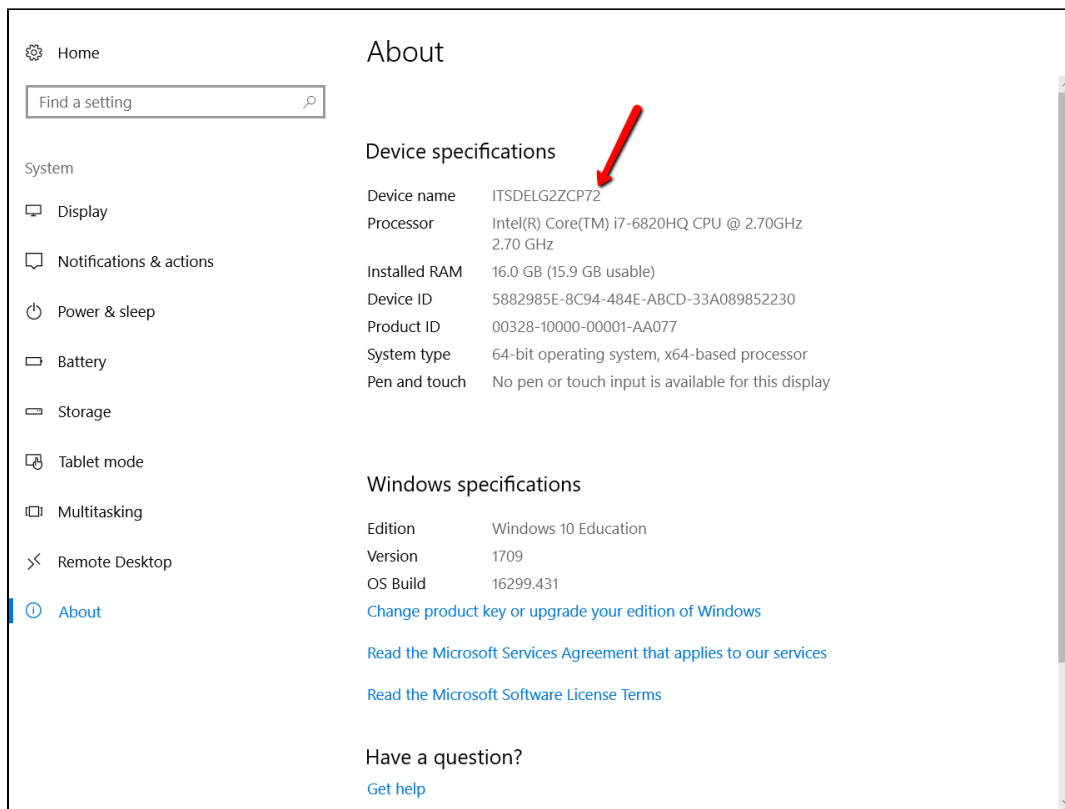 Home
Find a setting
System
Display
Notifications & actions
Power & sleep
Battery
Storage
Tablet mode
Multitasking
Remote Desktop
About
About
Device specifications
Device name ITSDELG2ZCP72
Processor Intel(R) Core(TM) i7-6820HQ CPU @ 2.70GHz
2.70 GHz
Installed RAM 16.0 GB (15.9 GB usable)
Device ID 5882985E-8C94-484E-ABCD-33A089852230
Product ID 00328-10000-00001-AA077
System type 64-bit operating system, x64-based processor
Pen and touch No pen or touch input is available for this display
Windows specifications
Edition Windows 10 Education
Version 1709
OS Build 16299.431
Change product key or upgrade your edition of Windows
Read the Microsoft Services Agreement that applies to our services
Read the Microsoft Software License Terms
Have a question?
Get help